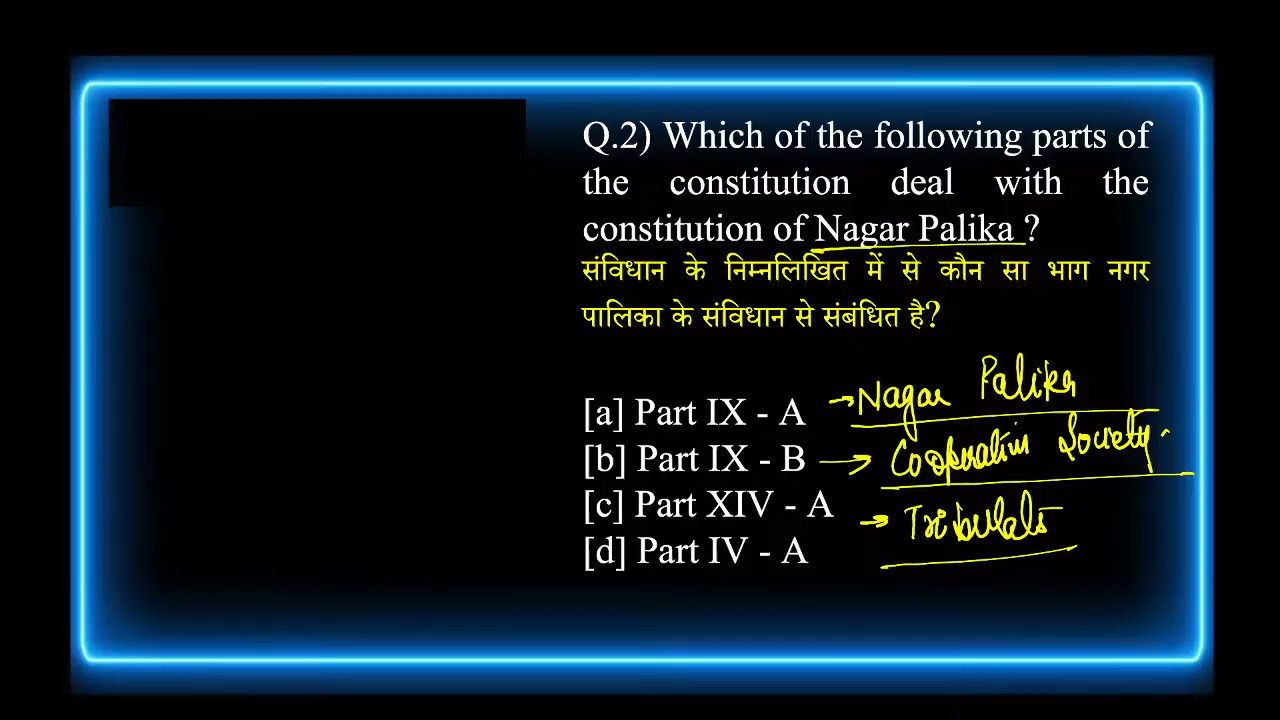 Q.2) Which of the following parts of
the constitution deal with the
constitution of Nagar Palika ?
संविधान के निम्नलिखित में से कौन सा भाग नगर
पालिका के संविधान से संबंधित है?
[a] Part IX - A → Nagar Palika
[b] Part IX - B → Cooperative Society
[c] Part XIV - A →
[d] Part IV - A